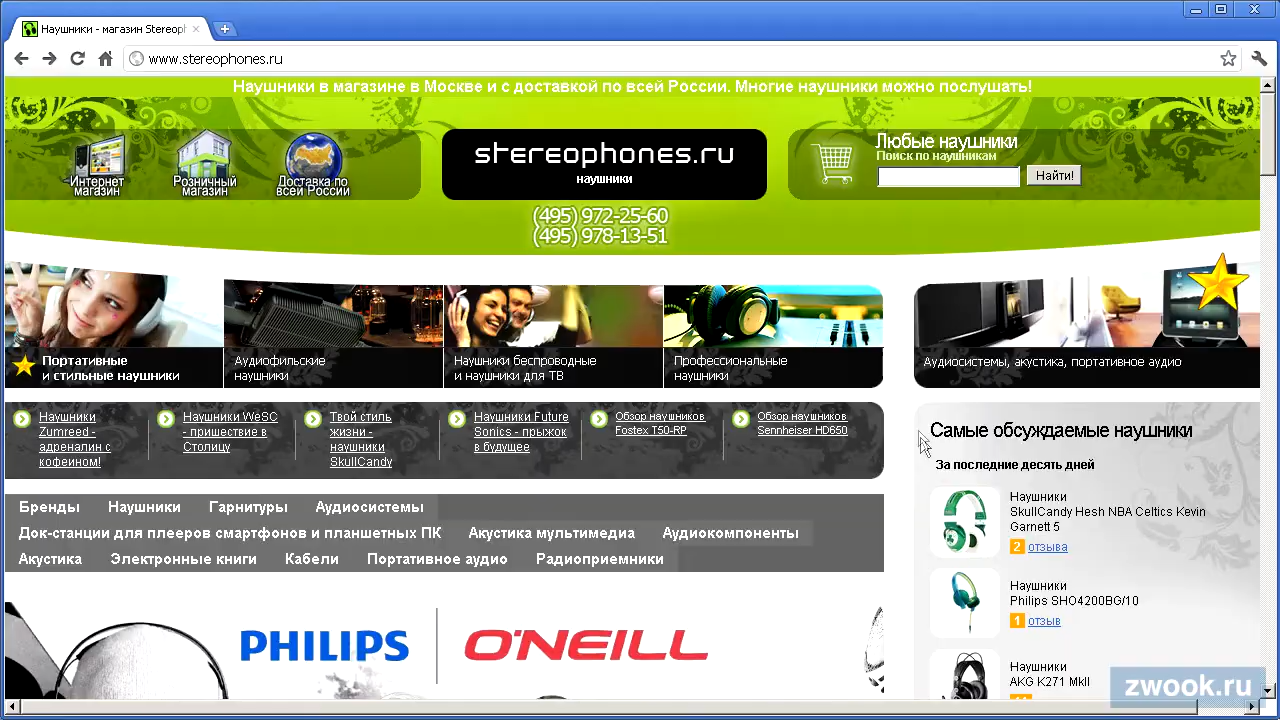 Наушники - магазин Stereoph
www.stereophones.ru
Наушники в магазине в Москве и с доставкой по всей России. Многие наушники можно послушать!
Интернет
магазин
Розничный
магазин
Доставка по
всей России
stereophones.ru
наушники
Любые наушники
Поиск по наушникам
Найти!
(495) 972-25-60
(495) 978-13-51
Портативные
и стильные наушники
Аудиофильские
наушники
Наушники беспроводные
и наушники для ТВ
Профессиональные
наушники
Аудиосистемы, акустика, портативное аудио
Наушники
Zumreed -
адреналин с
кофеином!
Наушники WeSC
- пришествие в
Столицу
Твой стиль
жизни -
наушники
SkullCandy
Наушники Future
Sonics - прыжок
в будущее
Обзор наушников
Fostex T50-RP
Обзор наушников
Sennheiser HD650
Бренды Наушники Гарнитуры Аудиосистемы
Док-станции для плееров смартфонов и планшетных ПК Акустика мультимедиа Аудиокомпоненты
Акустика Электронные книги Кабели Портативное аудио Радиоприемники
PHILIPS O'NEILL
Самые обсуждаемые наушники
За последние десять дней
Наушники
SkullCandy Hesh NBA Celtics Kevin
Garnett 5
2 отзыва
Наушники
Philips SHO4200BG/10
1 отзыв
Наушники
AKG K271 MkII
zwook.ru